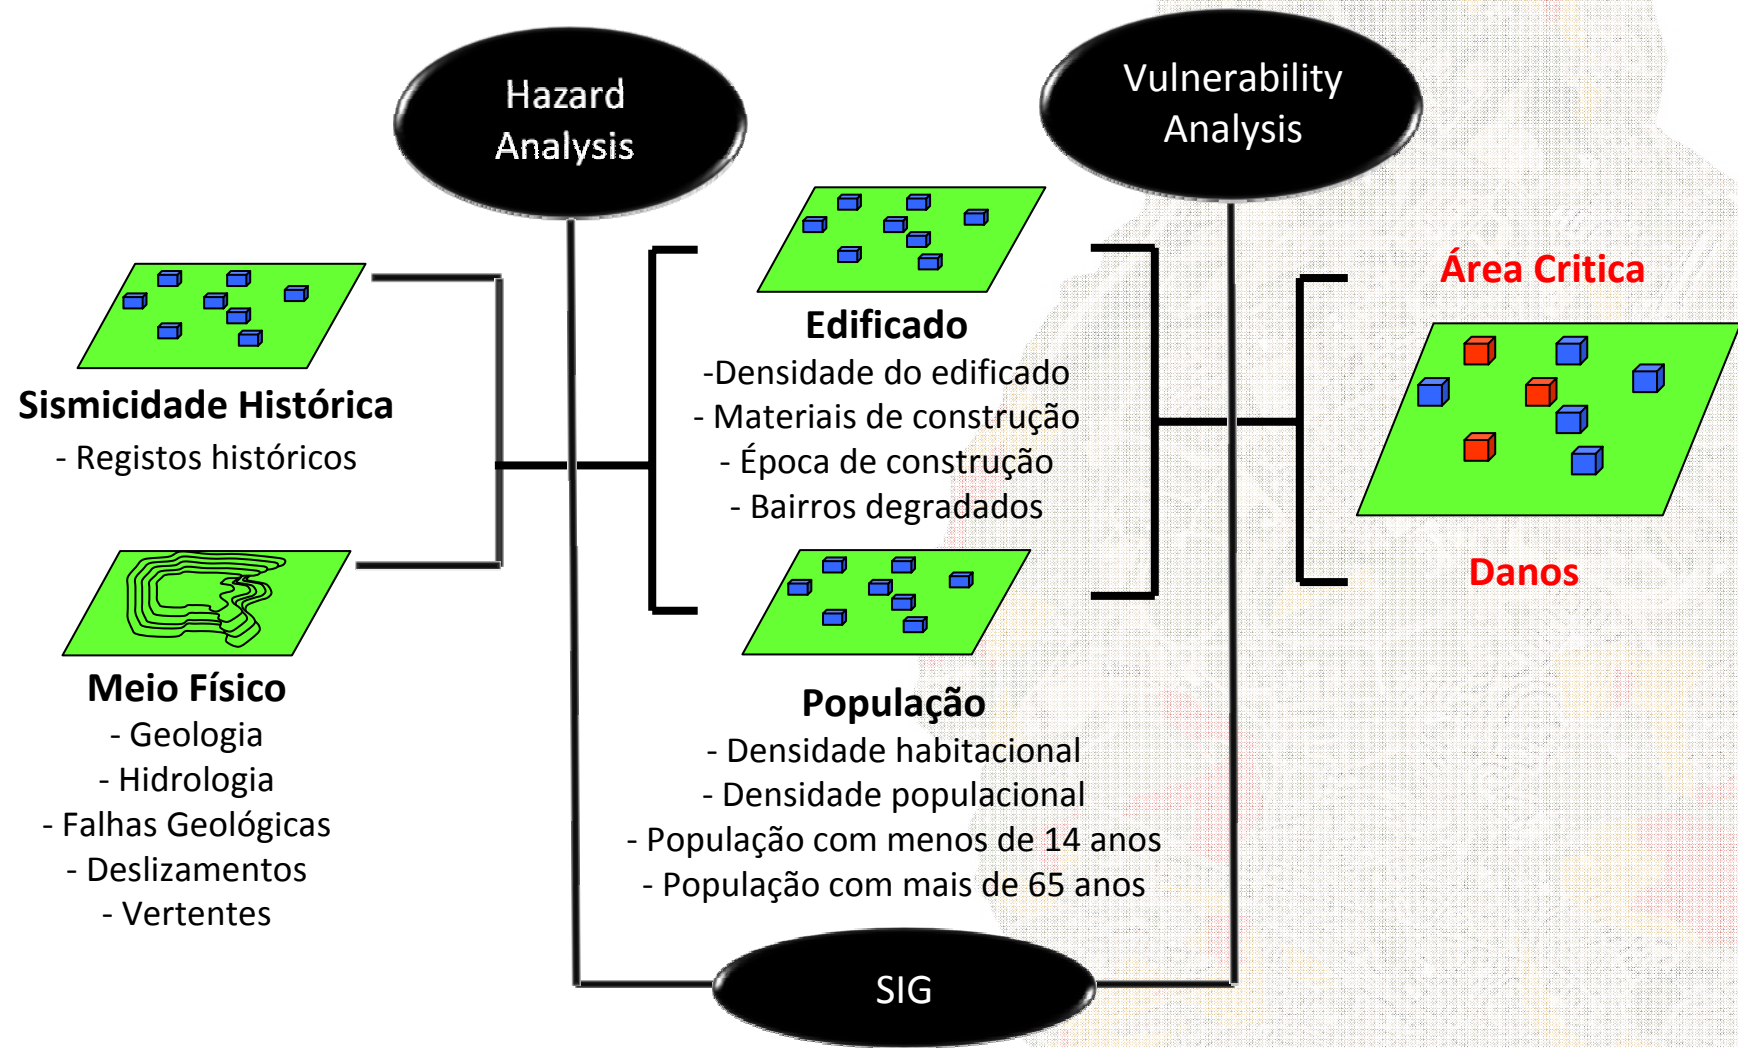 Hazard
Analysis
Vulnerability
Analysis
Sismicidade Histórica
- Registos históricos
Meio Físico
- Geologia
- Hidrologia
- Falhas Geológicas
- Deslizamentos
- Vertentes
Edificado
-Densidade do edificado
- Materiais de construção
- Época de construção
- Bairros degradados
População
- Densidade habitacional
- Densidade populacional
- População com menos de 14 anos
- População com mais de 65 anos
Área Critica
Danos
SIG